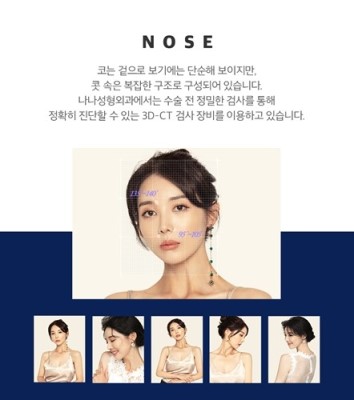 NOSE
코는 겉으로 보기에는 단순해 보이지만,
콧 속은 복잡한 구조로 구성되어 있습니다.
나나성형외과에서는 수술 전 정밀한 검사를 통해
정확히 진단할 수 있는 3D-CT 검사 장비를 이용하고 있습니다.